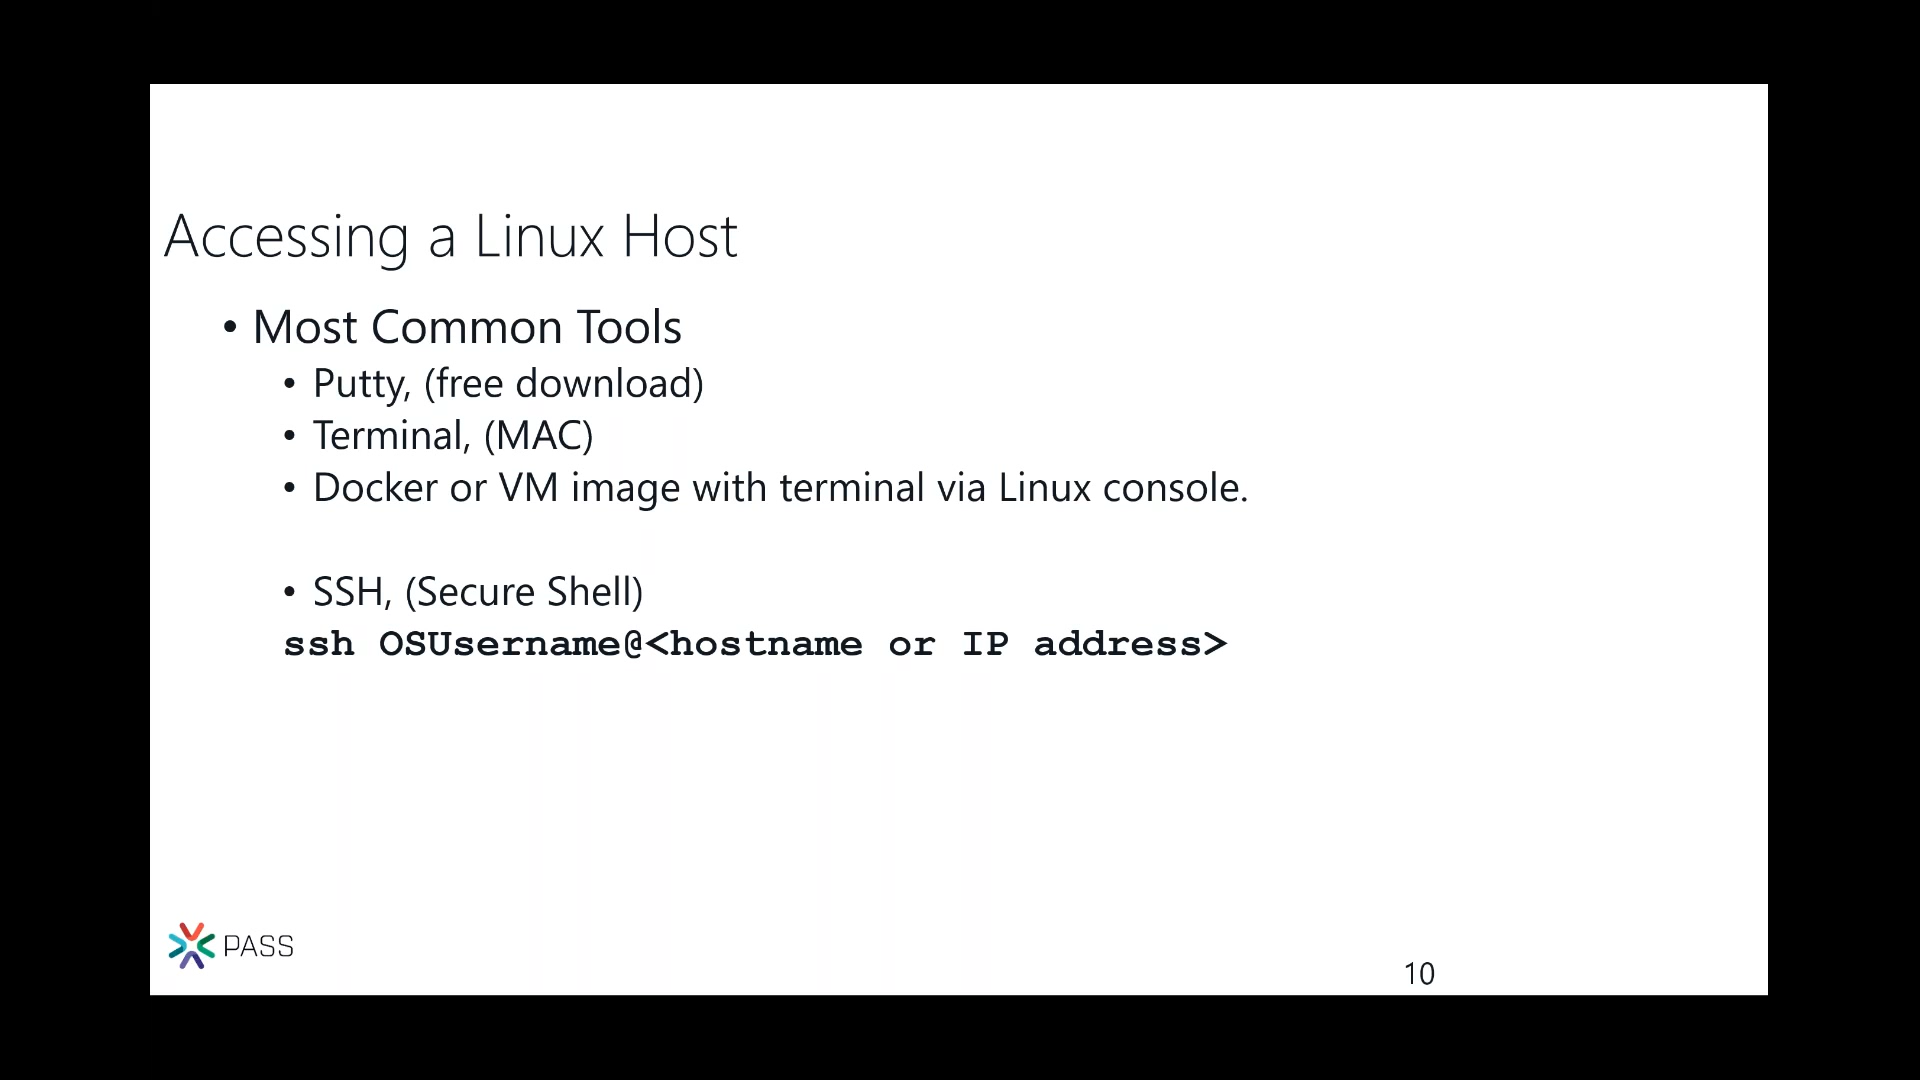 Accessing a Linux Host
• Most Common Tools
• Putty, (free download)
• Terminal, (MAC)
• Docker or VM image with terminal via Linux console.
• SSH, (Secure Shell)
ssh OSUsername@<hostname or IP address>
PASS
10